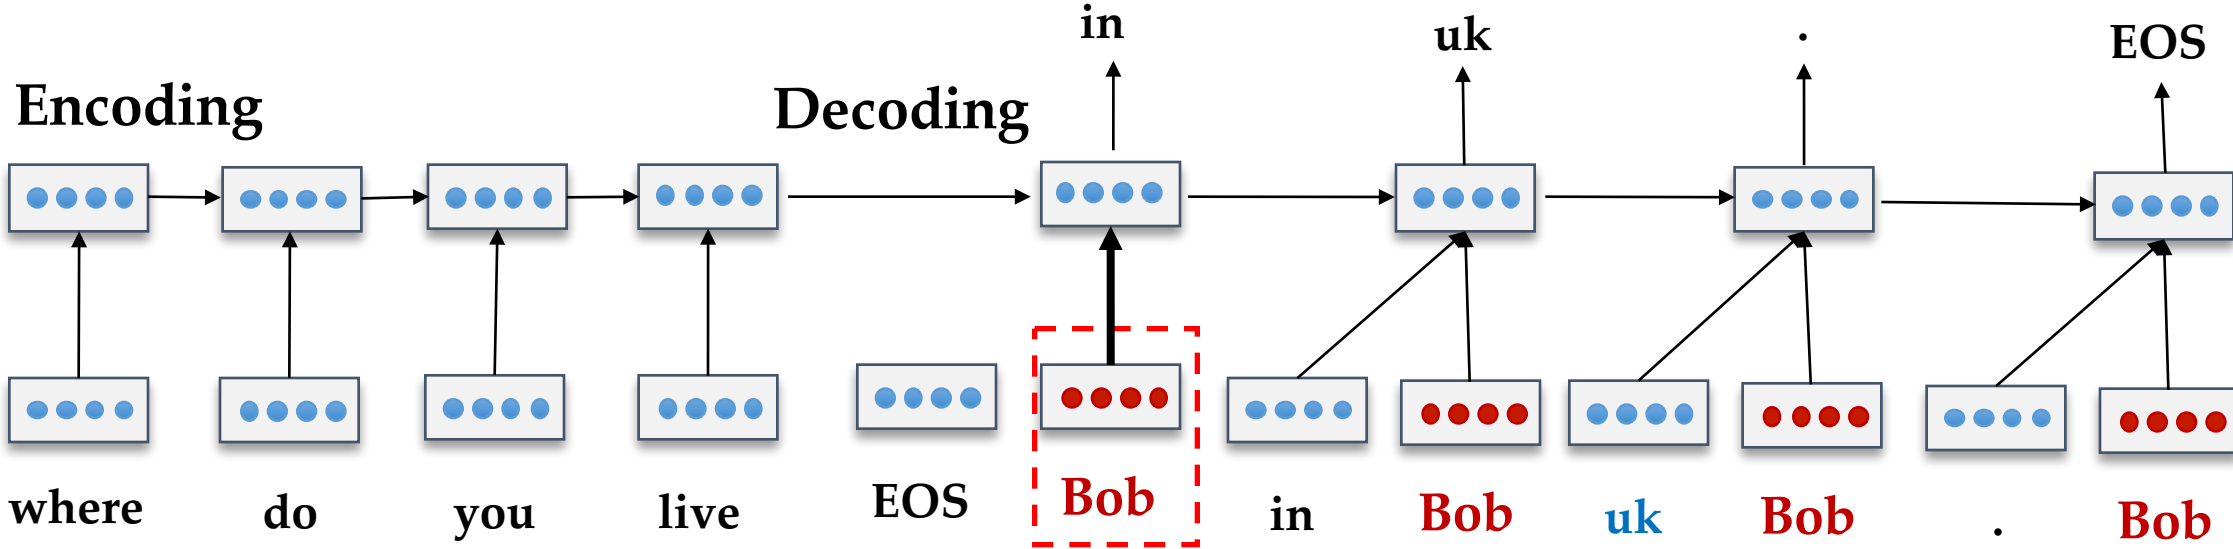 in uk . EOS
Encoding Decoding
where do you live EOS Bob in Bob uk Bob . Bob